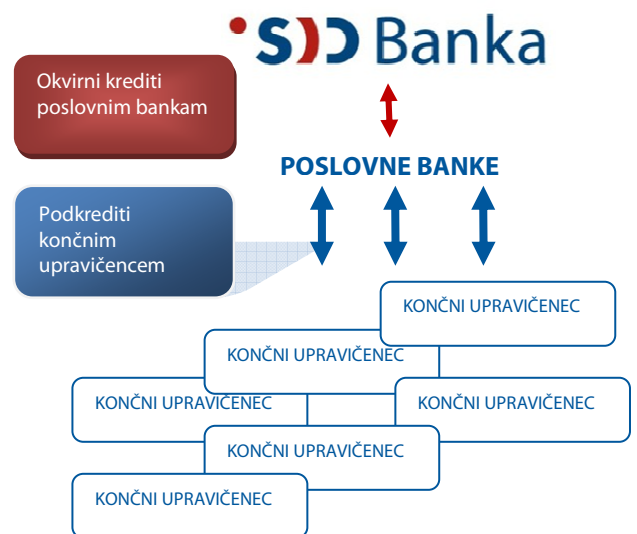 SID Banka
Okvirni krediti
poslovnim bankam
POSLOVNE BANKE
Podkrediti
končnim
upravičencem
KONČNI UPRAVIČENEC
KONČNI UPRAVIČENEC
KONČNI UPRAVIČENEC
KONČNI UPRAVIČENEC
KONČNI UPRAVIČENEC
KONČNI UPRAVIČENEC